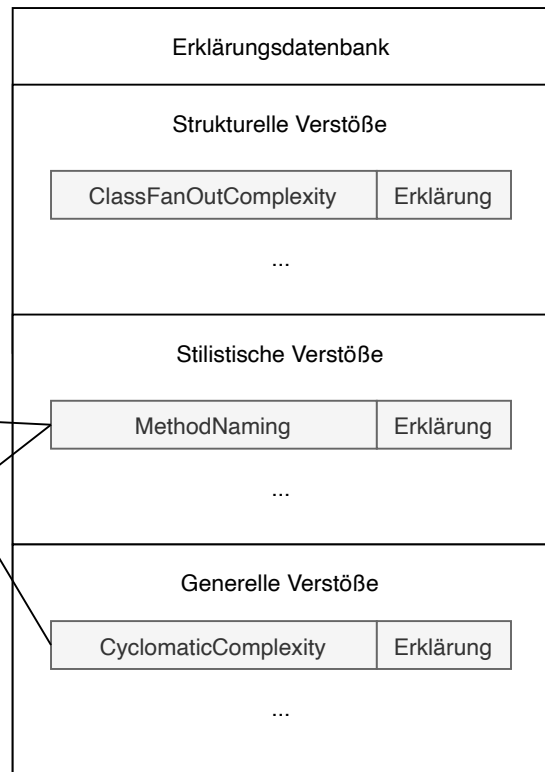 Erklärungsdatenbank
Strukturelle Verstöße
ClassFanOutComplexity Erklärung
...
Stilistische Verstöße
MethodNaming Erklärung
...
Generelle Verstöße
CyclomaticComplexity Erklärung
...